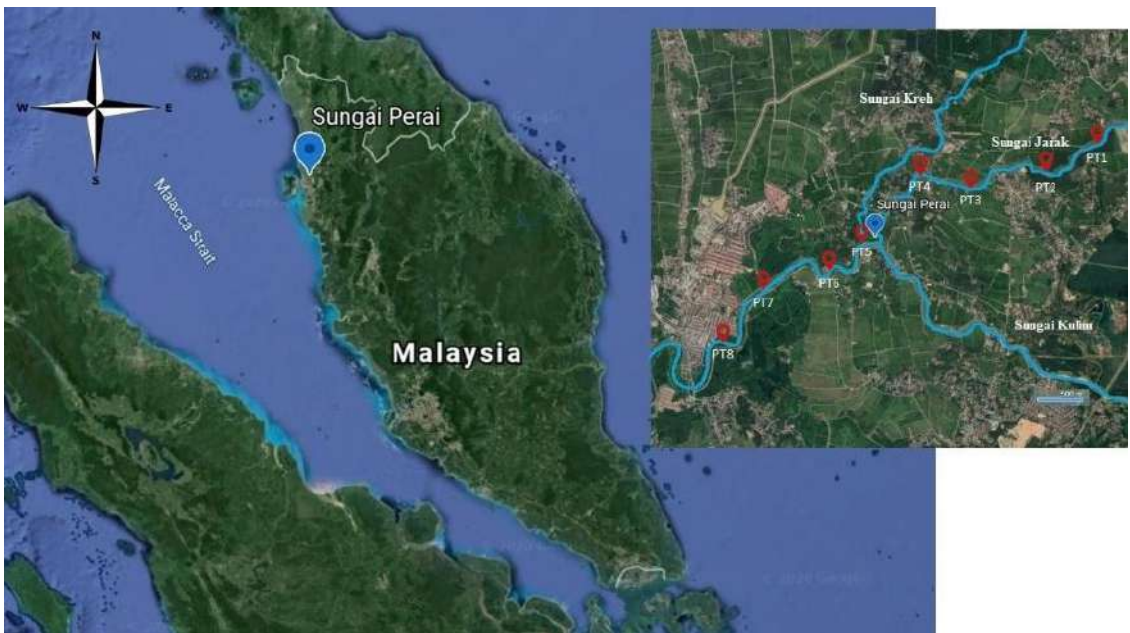 N
W
E
S
Sungai Perai
Malacca Strait
Malaysia
Sungai Kreh
Sungai Jarak
PT1
PT2
PT3
PT4
Sungai Perai
PT5
PT6
PT7
PT8
Sungai Kulim